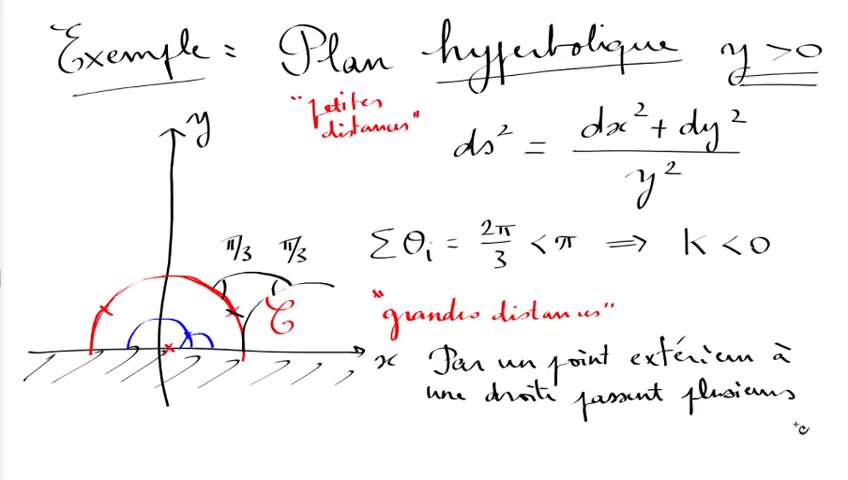 Exemple = Plan hyperbolique y > 0
"petites
distances"
ds² = (dx² + dy²) / y²
y
π/3 π/3
Σθi = 2π/3 < π ⇒ k < 0
C
"grandes distances"
x
Par un point extérieur à
une droite passent plusieurs